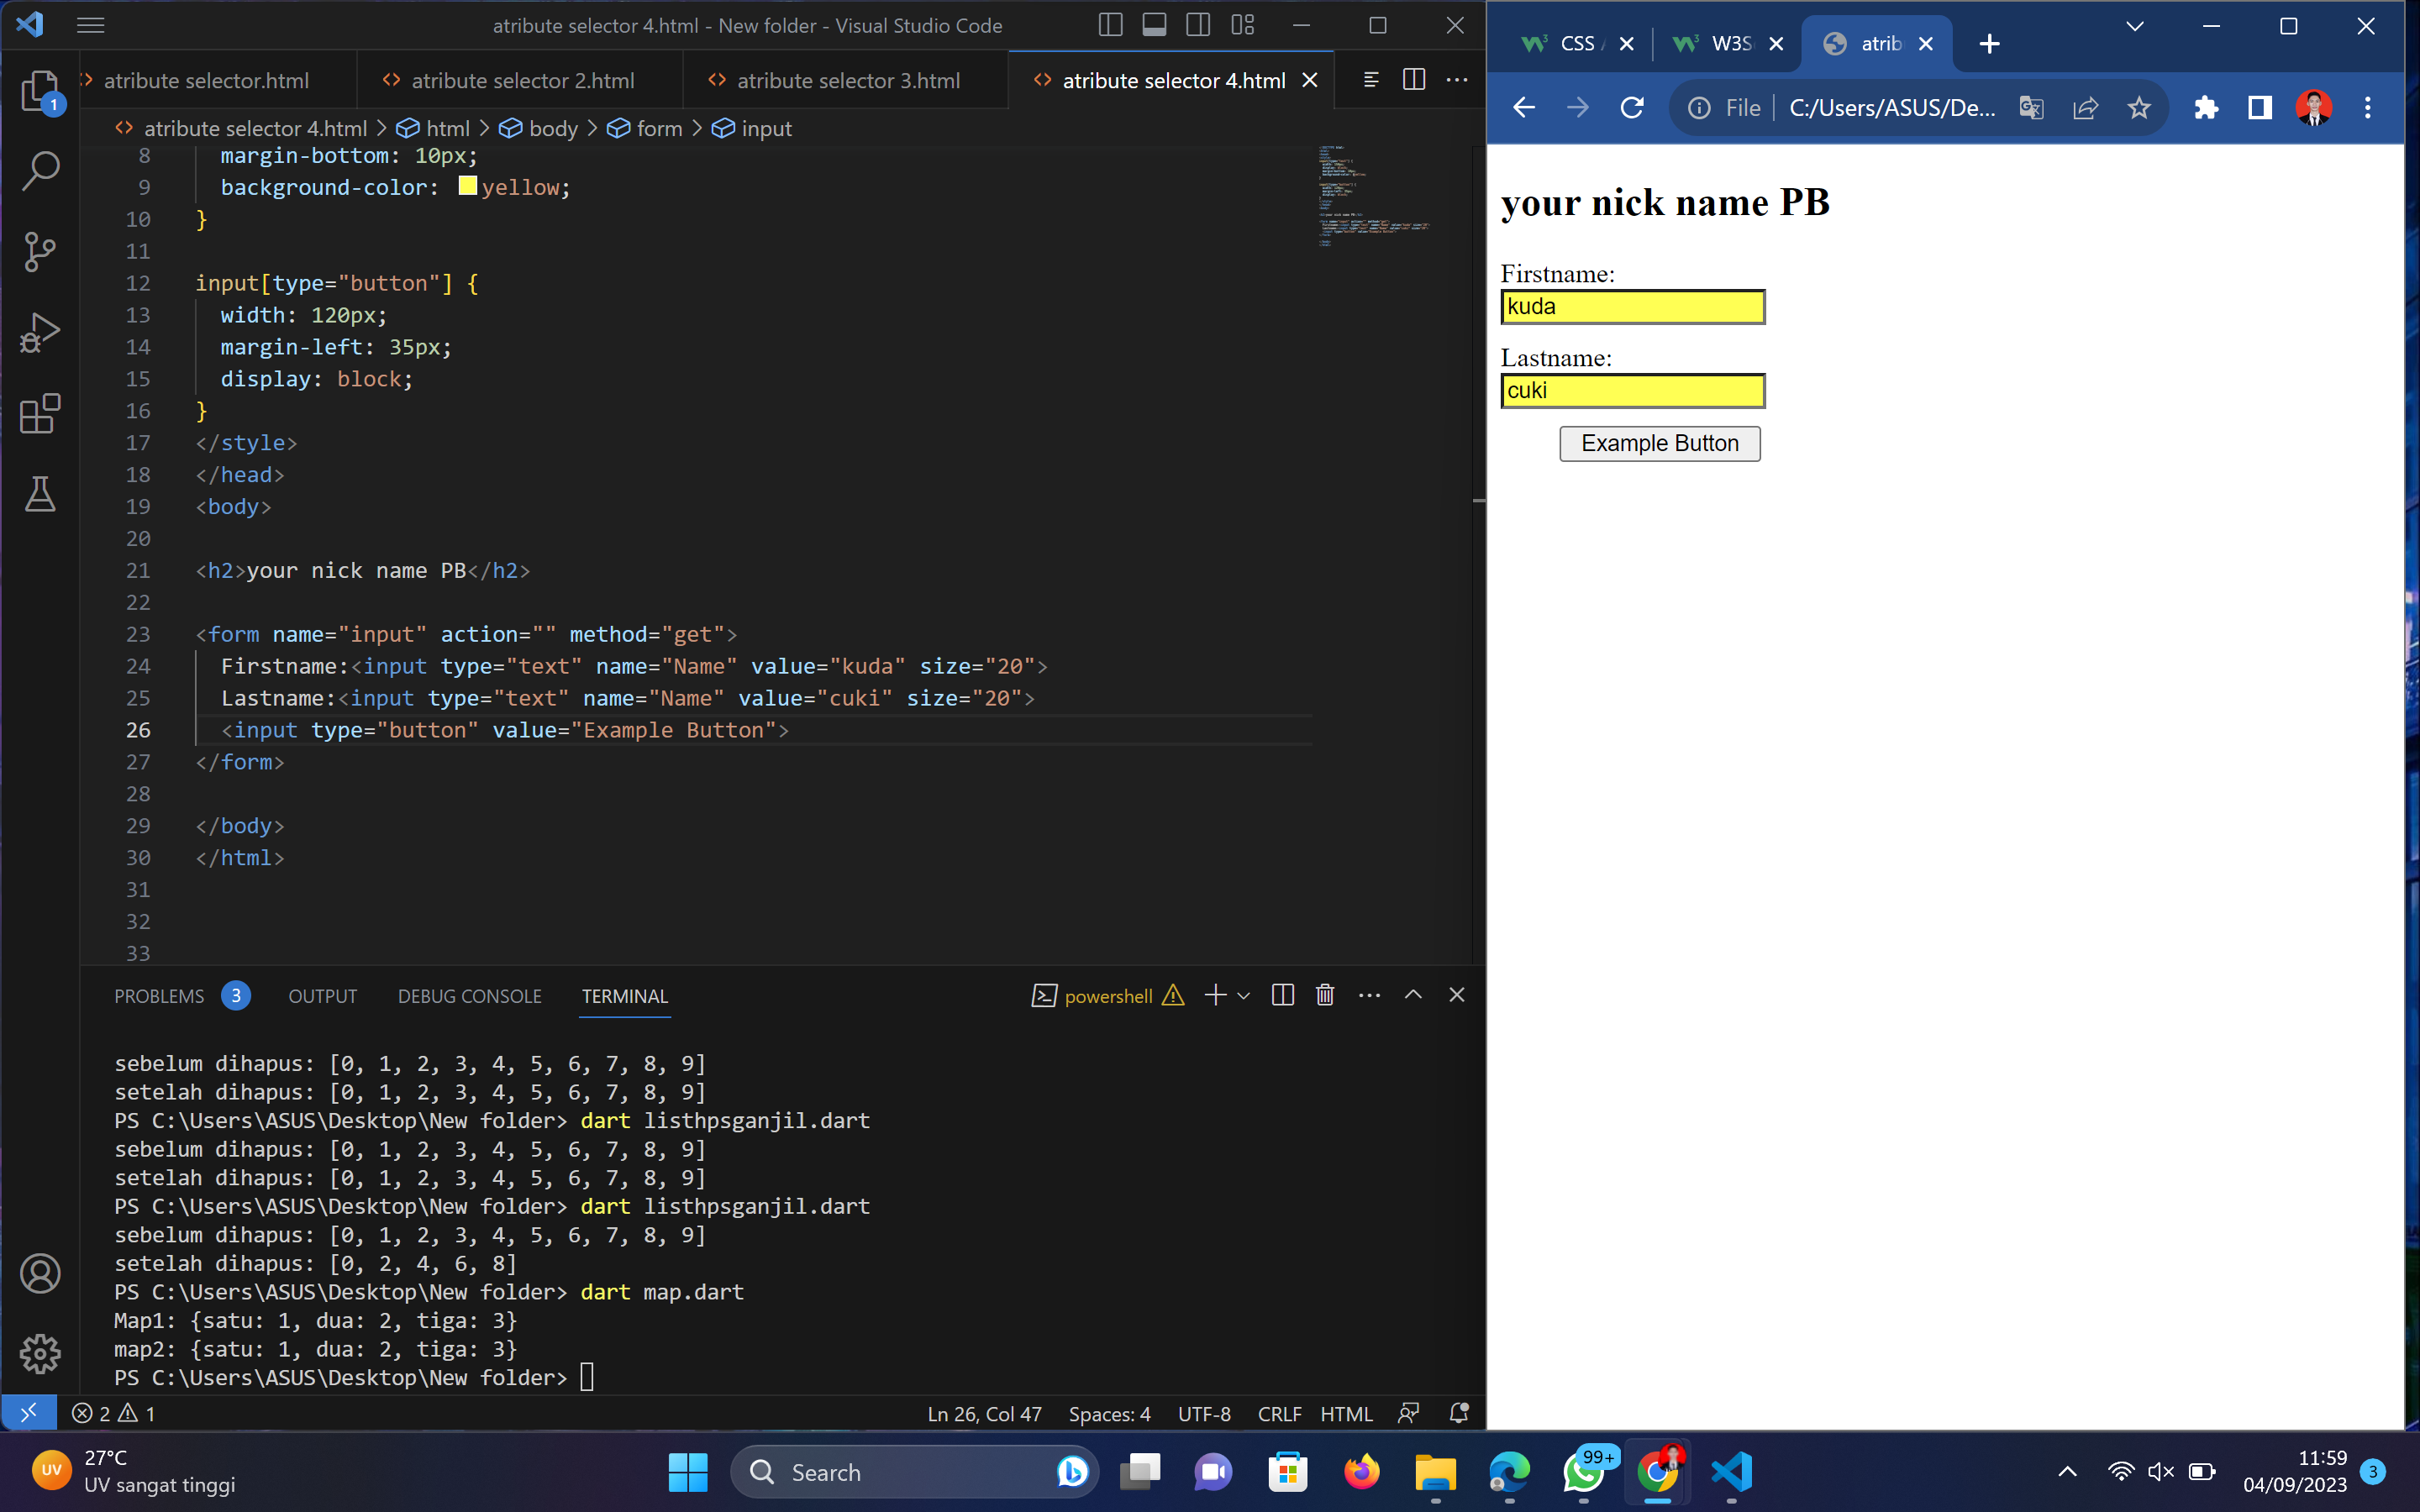 atribute selector 4.html - New folder - Visual Studio Code
atribute selector.html
atribute selector 2.html
atribute selector 3.html
atribute selector 4.html
1
atribute selector 4.html > html > body > form > input
8 margin-bottom: 10px;
9 background-color: yellow;
10 }
11
12 input[type="button"] {
13 width: 120px;
14 margin-left: 35px;
15 display: block;
16 }
17 </style>
18 </head>
19 <body>
20
21 <h2>your nick name PB</h2>
22
23 <form name="input" action="" method="get">
24 Firstname:<input type="text" name="Name" value="kuda" size="20">
25 Lastname:<input type="text" name="Name" value="cuki" size="20">
26 <input type="button" value="Example Button">
27 </form>
28
29 </body>
30 </html>
31
32
33
PROBLEMS 3 OUTPUT DEBUG CONSOLE TERMINAL powershell
sebelum dihapus: [0, 1, 2, 3, 4, 5, 6, 7, 8, 9]
setelah dihapus: [0, 1, 2, 3, 4, 5, 6, 7, 8, 9]
PS C:\Users\ASUS\Desktop\New folder> dart listhpsganjil.dart
sebelum dihapus: [0, 1, 2, 3, 4, 5, 6, 7, 8, 9]
setelah dihapus: [0, 1, 2, 3, 4, 5, 6, 7, 8, 9]
PS C:\Users\ASUS\Desktop\New folder> dart listhpsganjil.dart
sebelum dihapus: [0, 1, 2, 3, 4, 5, 6, 7, 8, 9]
setelah dihapus: [0, 2, 4, 6, 8]
PS C:\Users\ASUS\Desktop\New folder> dart map.dart
Map1: {satu: 1, dua: 2, tiga: 3}
map2: {satu: 1, dua: 2, tiga: 3}
PS C:\Users\ASUS\Desktop\New folder>
2 1
Ln 26, Col 47 Spaces: 4 UTF-8 CRLF HTML
CSS
W3S
atrib
File C:/Users/ASUS/De...
your nick name PB
Firstname:
kuda
Lastname:
cuki
Example Button
UV
27°C
UV sangat tinggi
Search
99+
11:59
04/09/2023
3